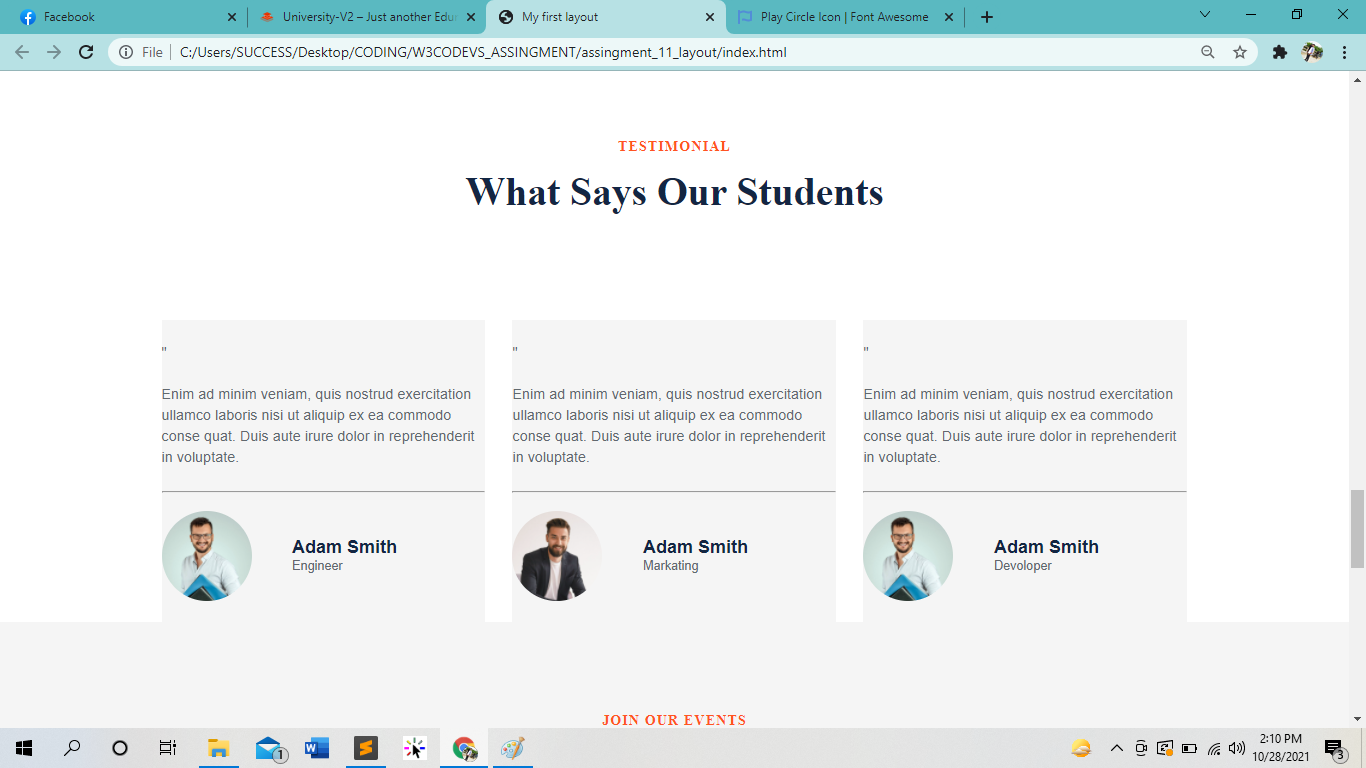 Facebook
University-V2 – Just another Edu
My first layout
Play Circle Icon | Font Awesome
File
C:/Users/SUCCESS/Desktop/CODING/W3CODEVS_ASSINGMENT/assingment_11_layout/index.html
TESTIMONIAL
What Says Our Students
"
Enim ad minim veniam, quis nostrud exercitation
ullamco laboris nisi ut aliquip ex ea commodo
conse quat. Duis aute irure dolor in reprehenderit
in voluptate.
Adam Smith
Engineer
"
Enim ad minim veniam, quis nostrud exercitation
ullamco laboris nisi ut aliquip ex ea commodo
conse quat. Duis aute irure dolor in reprehenderit
in voluptate.
Adam Smith
Markating
"
Enim ad minim veniam, quis nostrud exercitation
ullamco laboris nisi ut aliquip ex ea commodo
conse quat. Duis aute irure dolor in reprehenderit
in voluptate.
Adam Smith
Devoloper
JOIN OUR EVENTS
1
2:10 PM
10/28/2021
3